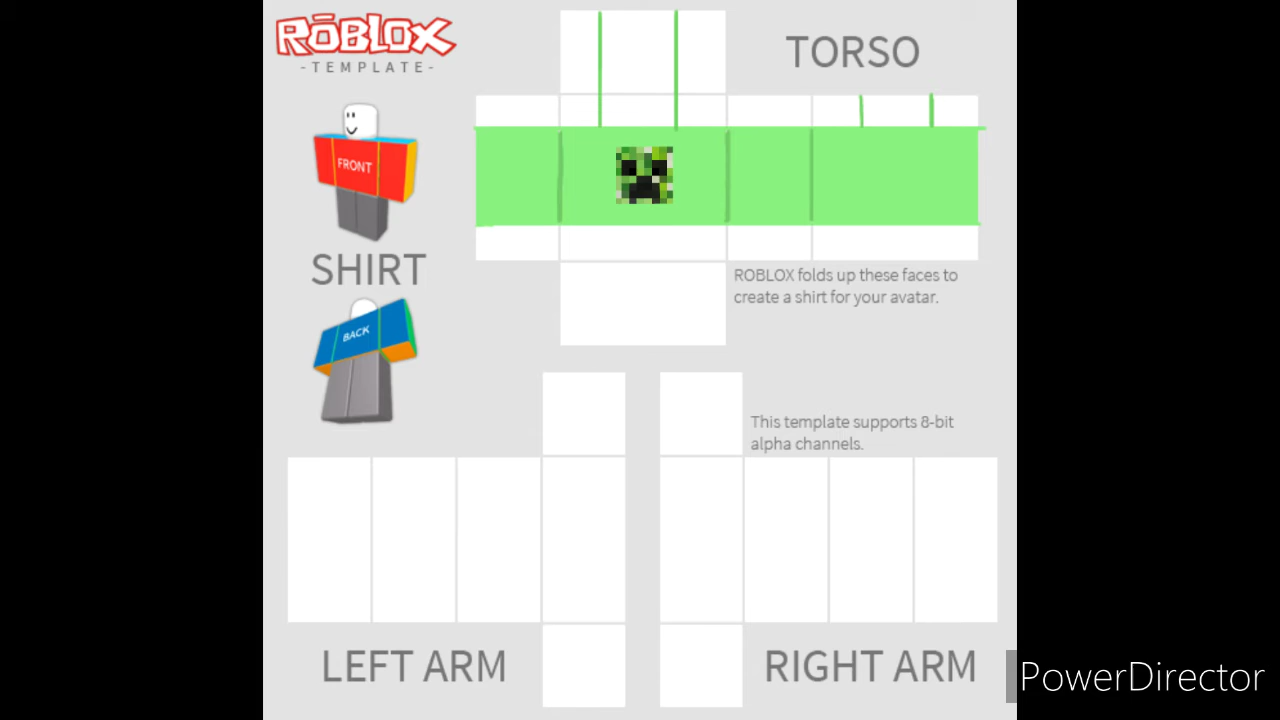 RŌBLOX
-TEMPLATE-
TORSO
FRONT
SHIRT
BACK
ROBLOX folds up these faces to
create a shirt for your avatar.
This template supports 8-bit
alpha channels.
LEFT ARM
RIGHT ARM
PowerDirector